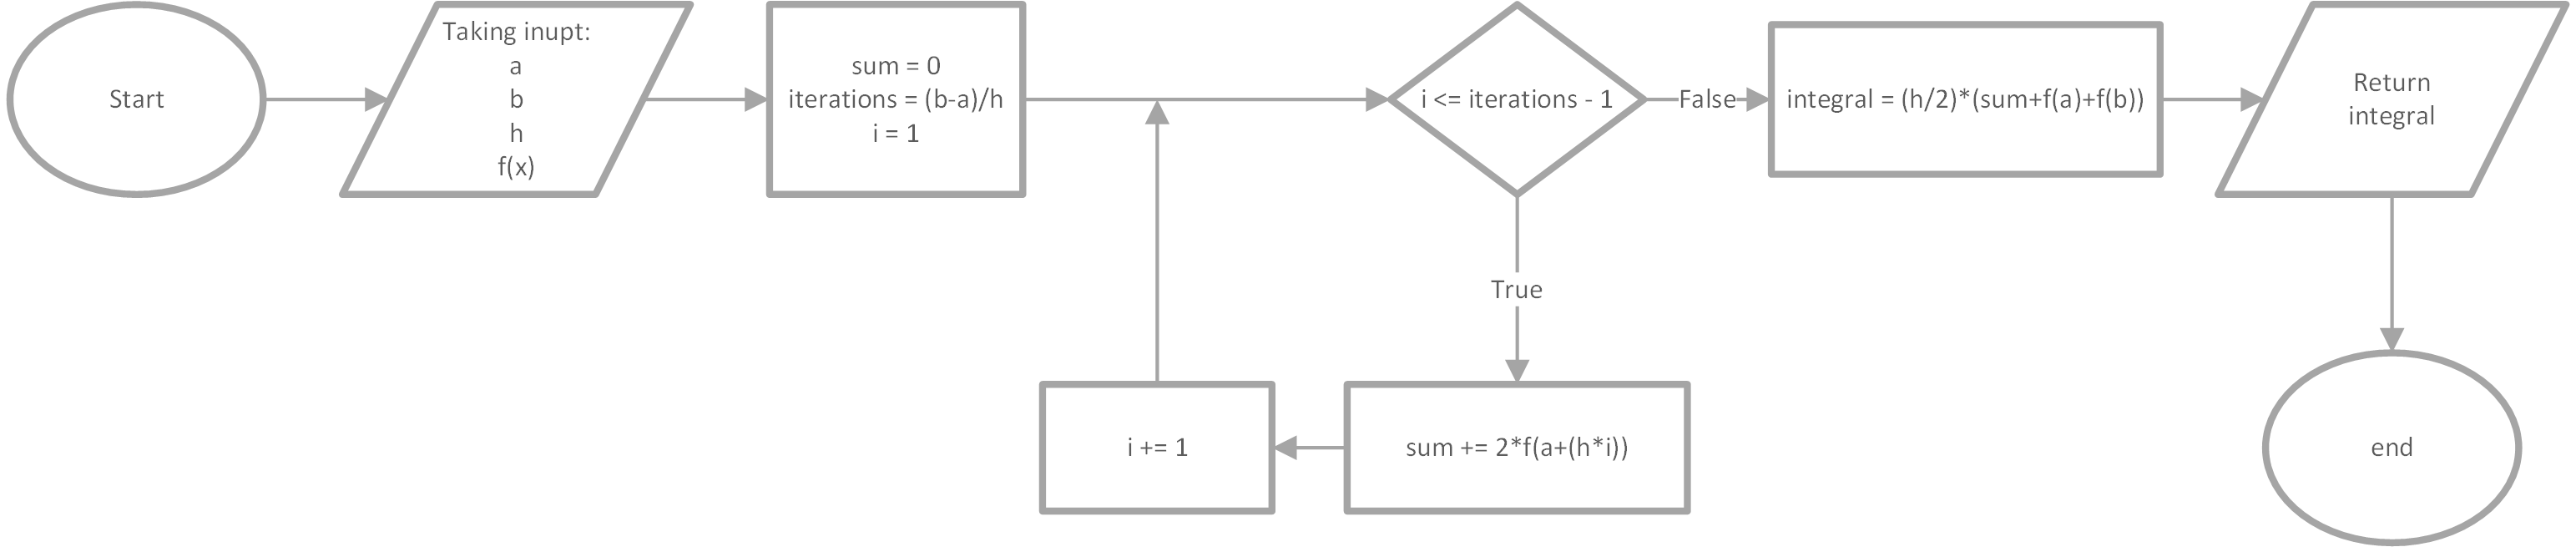 Start
Taking inupt:
a
b
h
f(x)
sum = 0
iterations = (b-a)/h
i = 1
i <= iterations - 1
False
integral = (h/2)*(sum+f(a)+f(b))
Return
integral
True
i += 1
sum += 2*f(a+(h*i))
end